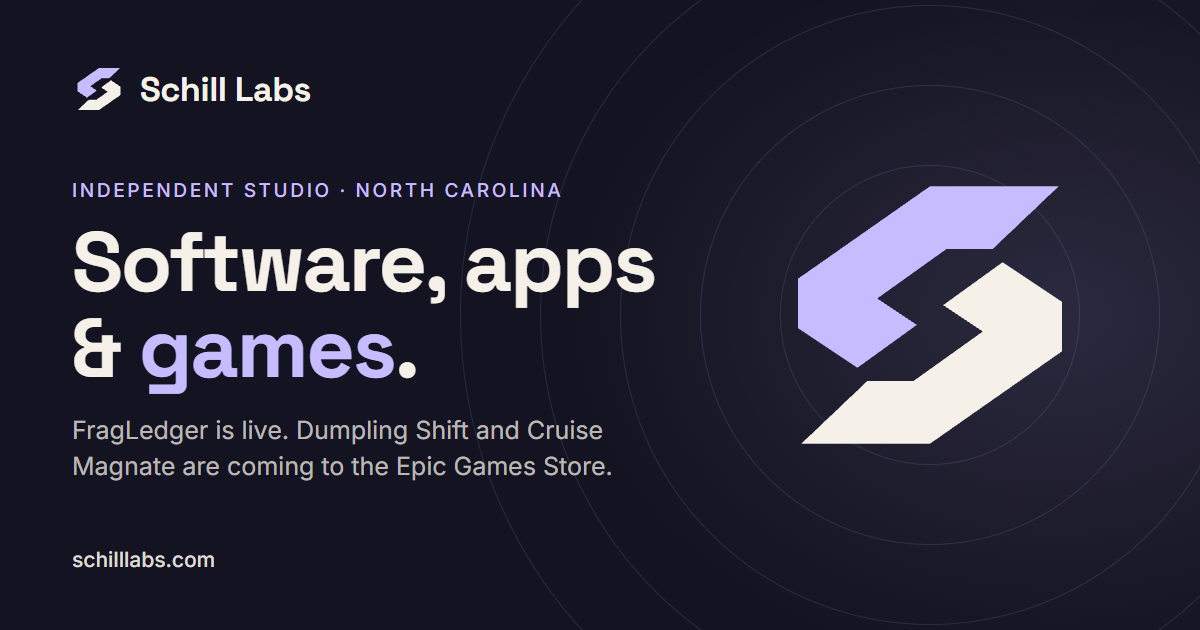 Schill Labs
INDEPENDENT STUDIO · NORTH CAROLINA
Software, apps
& games.
FragLedger is live. Dumpling Shift and Cruise
Magnate are coming to the Epic Games Store.
schilllabs.com